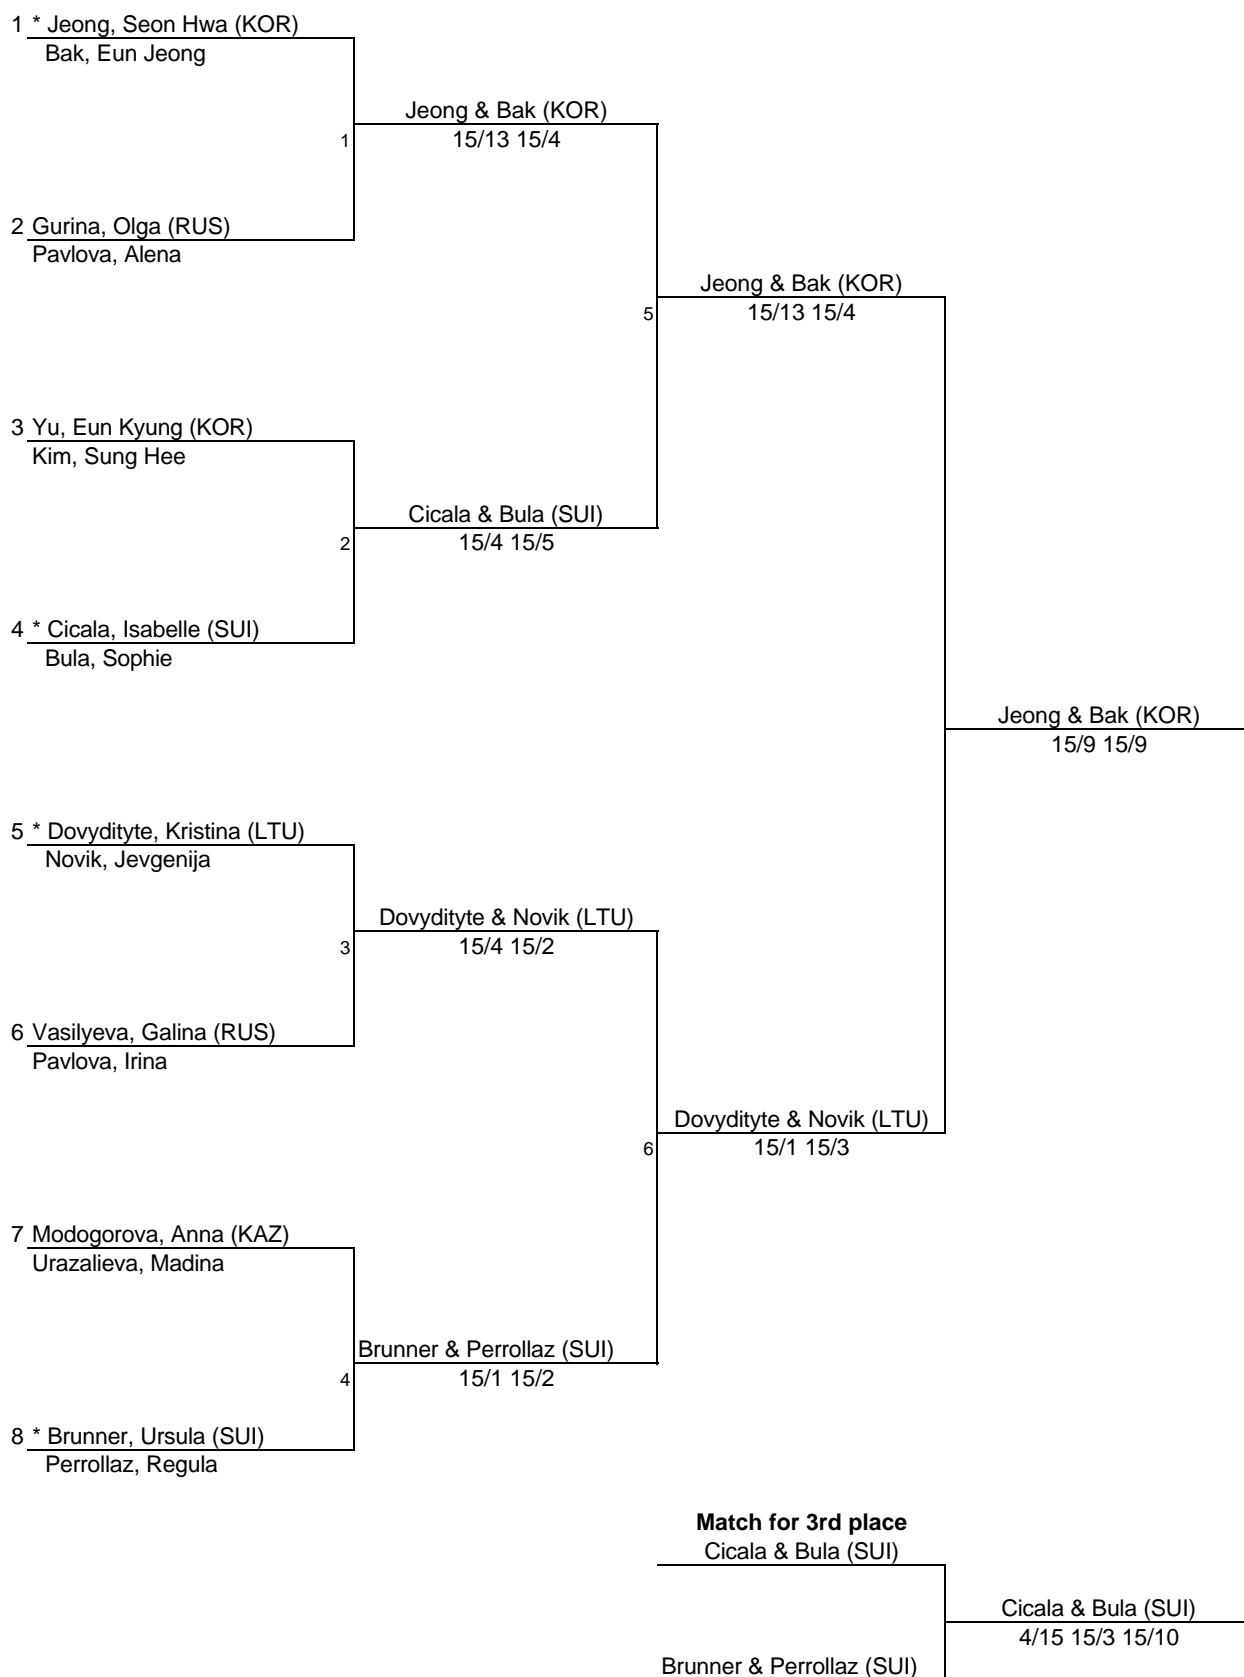 1 * Jeong, Seon Hwa (KOR)
Bak, Eun Jeong
Jeong & Bak (KOR)
1
15/13 15/4
2 Gurina, Olga (RUS)
Pavlova, Alena
Jeong & Bak (KOR)
5
15/13 15/4
3 Yu, Eun Kyung (KOR)
Kim, Sung Hee
Cicala & Bula (SUI)
2
15/4 15/5
4 * Cicala, Isabelle (SUI)
Bula, Sophie
Jeong & Bak (KOR)
15/9 15/9
5 * Dovydityte, Kristina (LTU)
Novik, Jevgenija
Dovydityte & Novik (LTU)
3
15/4 15/2
6 Vasilyeva, Galina (RUS)
Pavlova, Irina
Dovydityte & Novik (LTU)
6
15/1 15/3
7 Modogorova, Anna (KAZ)
Urazalieva, Madina
Brunner & Perrollaz (SUI)
4
15/1 15/2
8 * Brunner, Ursula (SUI)
Perrollaz, Regula
Match for 3rd place
Cicala & Bula (SUI)
Cicala & Bula (SUI)
4/15 15/3 15/10
Brunner & Perrollaz (SUI)